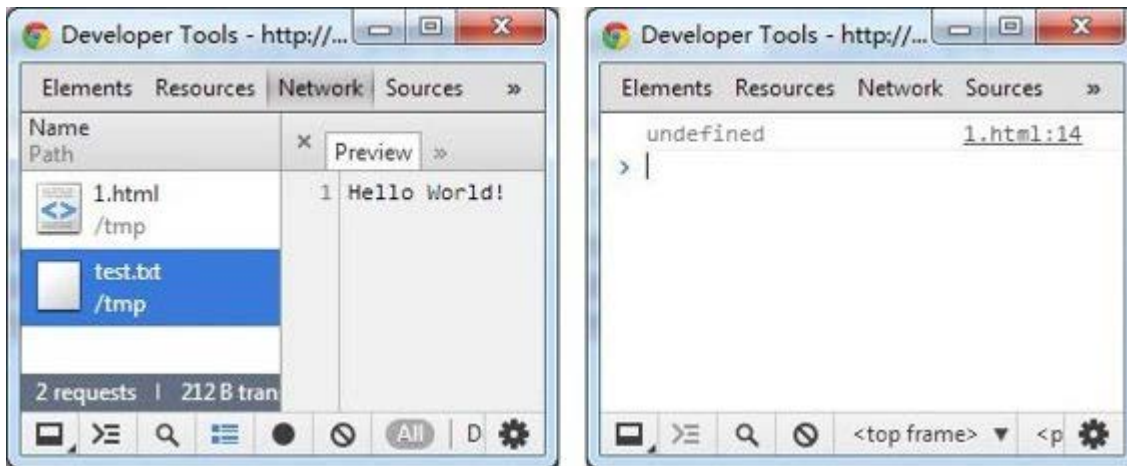 Developer Tools - http://...
Elements Resources Network Sources »
Name
Path
× Preview »
1.html
/tmp
1 Hello World!
test.txt
/tmp
2 requests | 212 B tran
All D
Developer Tools - http://...
Elements Resources Network Sources »
undefined 1.html:14
>
<top frame> ▼ <p